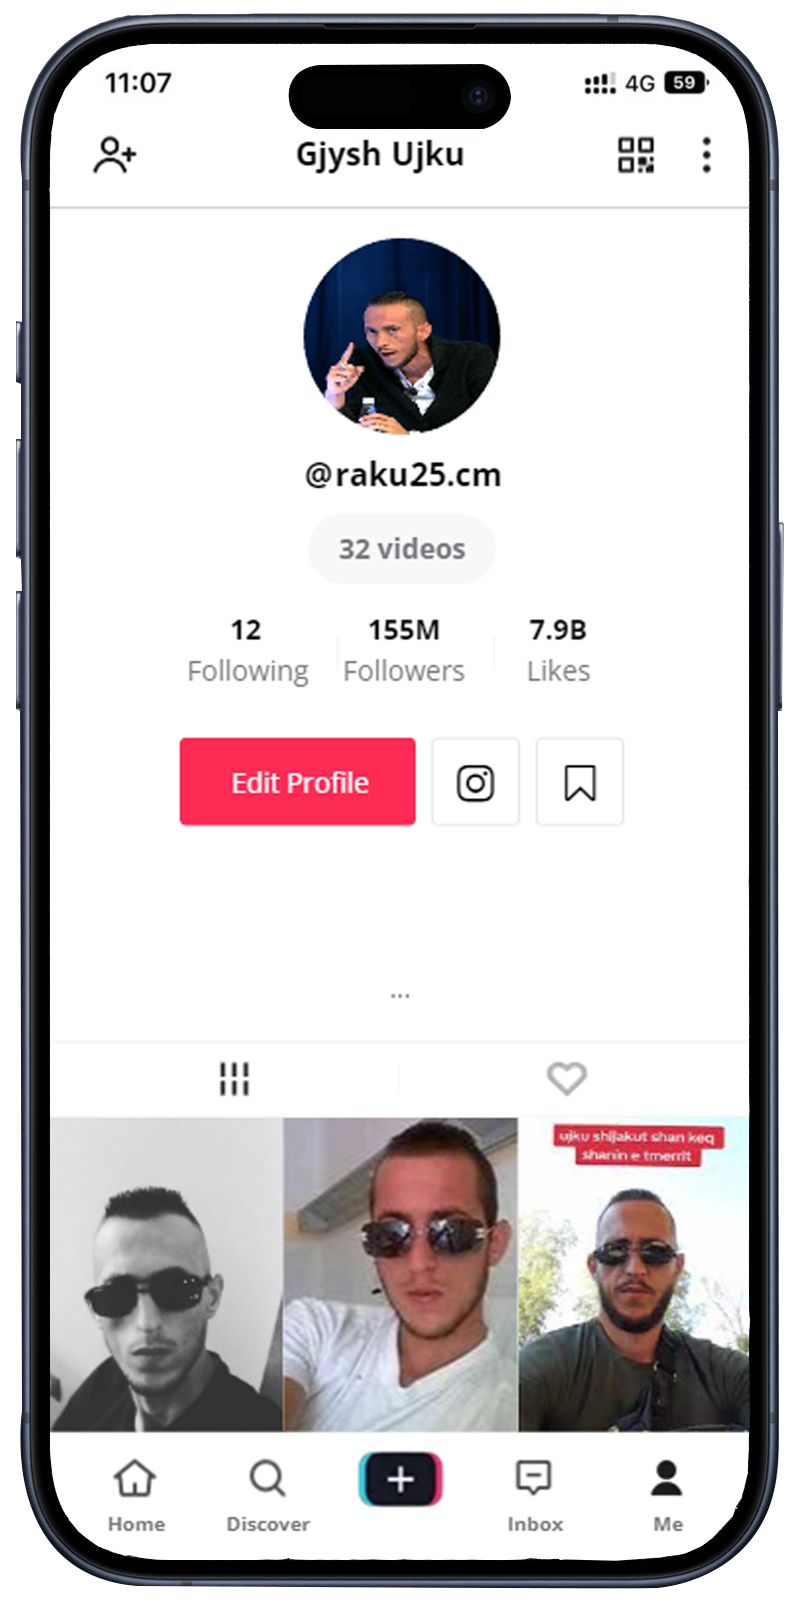 11:07
4G 59
Gjysh Ujku
@raku25.cm
32 videos
12 155M 7.9B
Following Followers Likes
Edit Profile
...
ujku shijakut shan keq
shanin e tmerrit
Home Discover Inbox Me